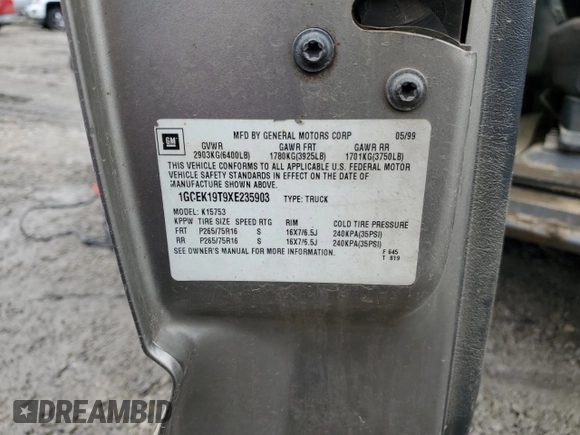 GM
MFD BY GENERAL MOTORS CORP 05/99
GVWR GAWR FRT GAWR RR
2903KG(6400LB) 1780KG(3925LB) 1701KG(3750LB)
THIS VEHICLE CONFORMS TO ALL APPLICABLE U.S. FEDERAL MOTOR
VEHICLE SAFETY STANDARDS IN EFFECT ON THE DATE OF
MANUFACTURE SHOWN ABOVE.
1GCEK19T9XE235903 TYPE: TRUCK
MODEL: K15753
KPPW TIRE SIZE SPEED RTG RIM COLD TIRE PRESSURE
FRT P265/75R16 S 16X7/6.5J 240KPA(35PSI)
RR P265/75R16 S 16X7/6.5J 240KPA(35PSI)
SEE OWNER'S MANUAL FOR MORE INFORMATION. F 645
T 819
DREAMBID